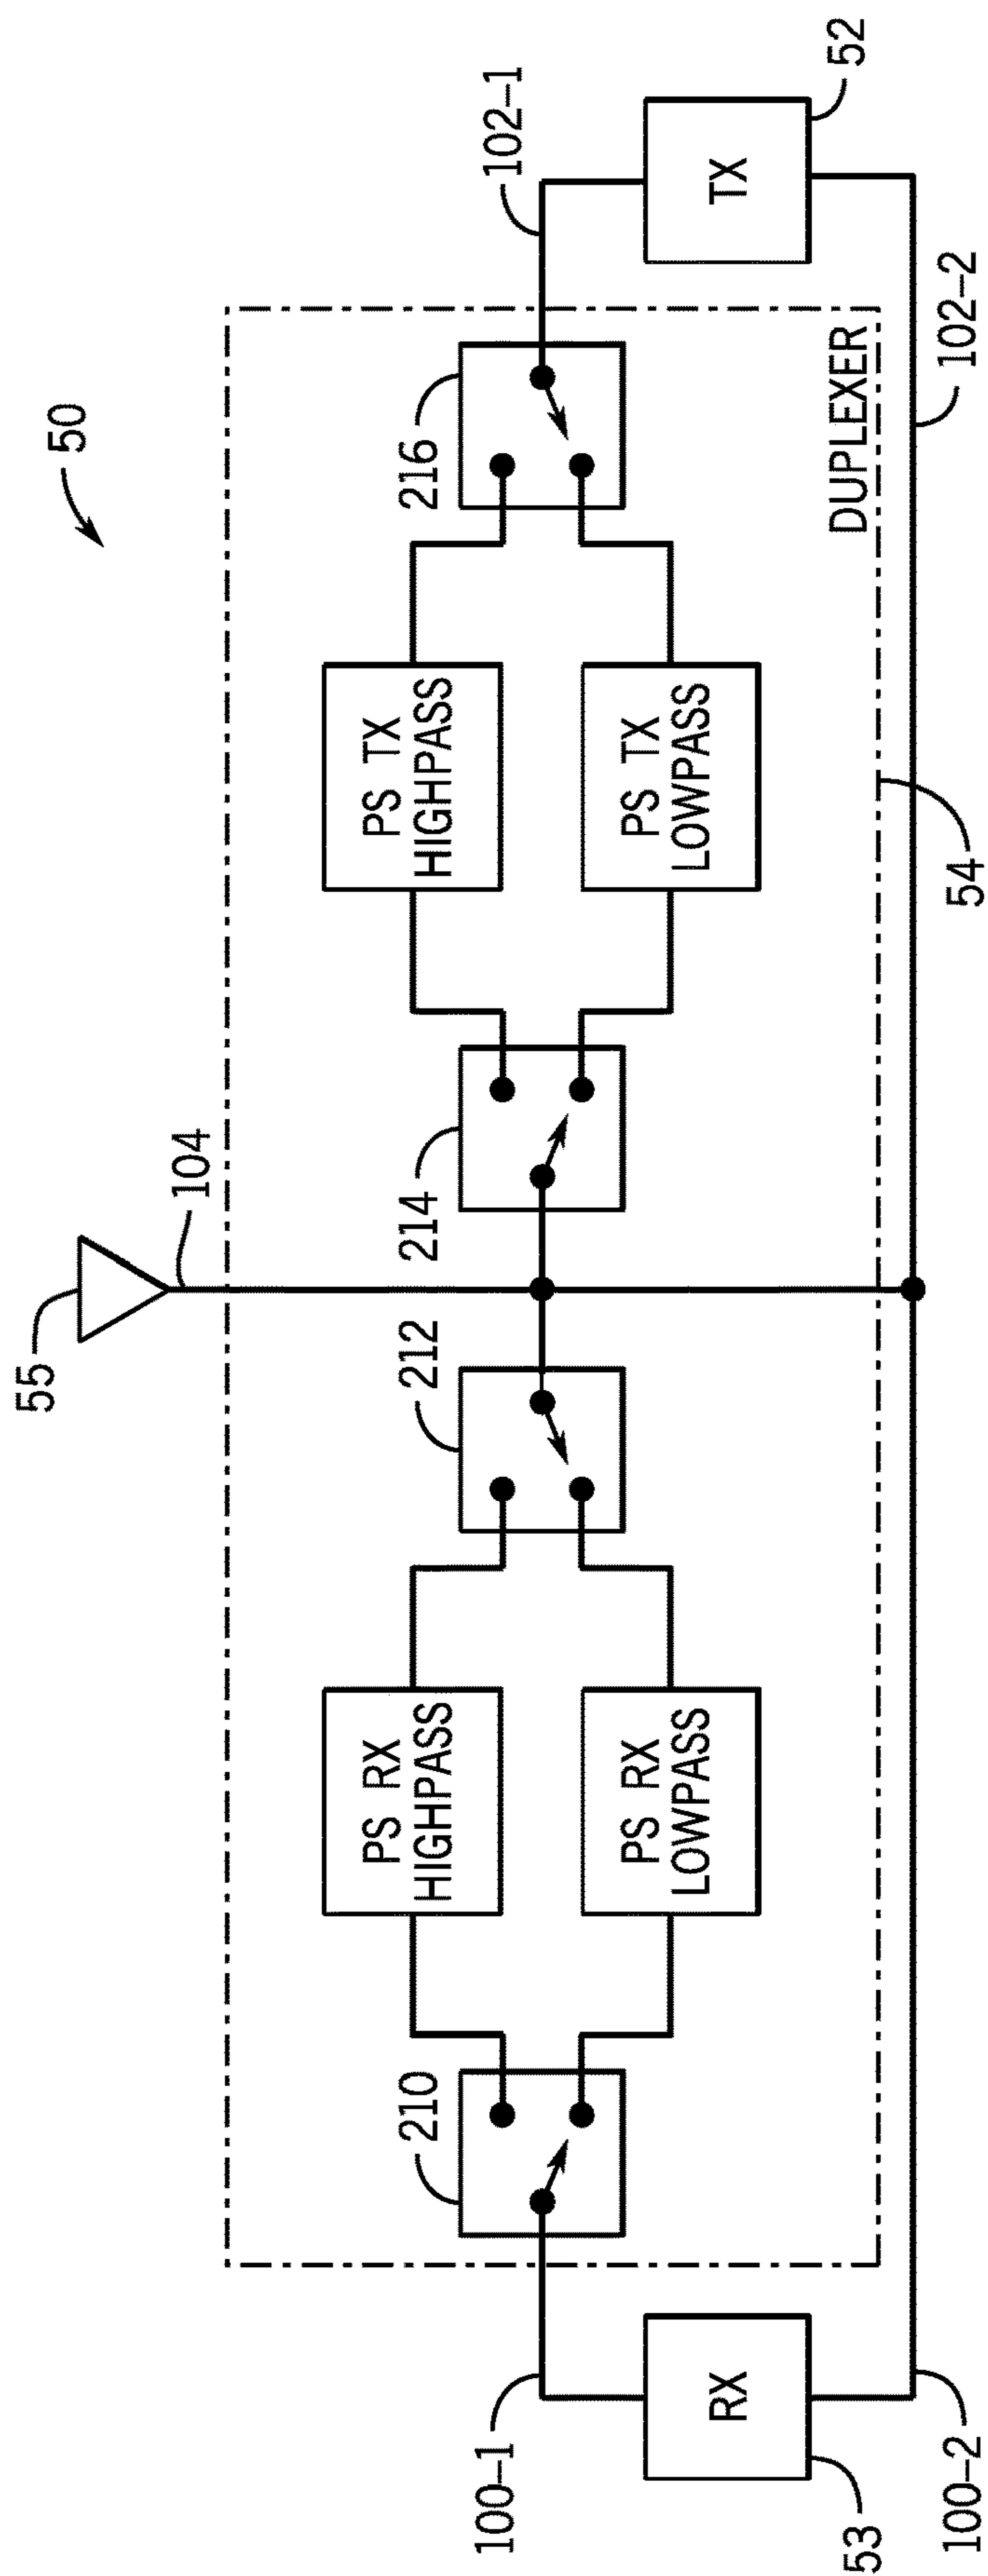 55
50
104
PS RX
HIGHPASS
PS TX
HIGHPASS
210
212
214
216
100–1
102–1
PS RX
LOWPASS
PS TX
LOWPASS
RX
TX
DUPLEXER
52
53
100–2
54
102–2